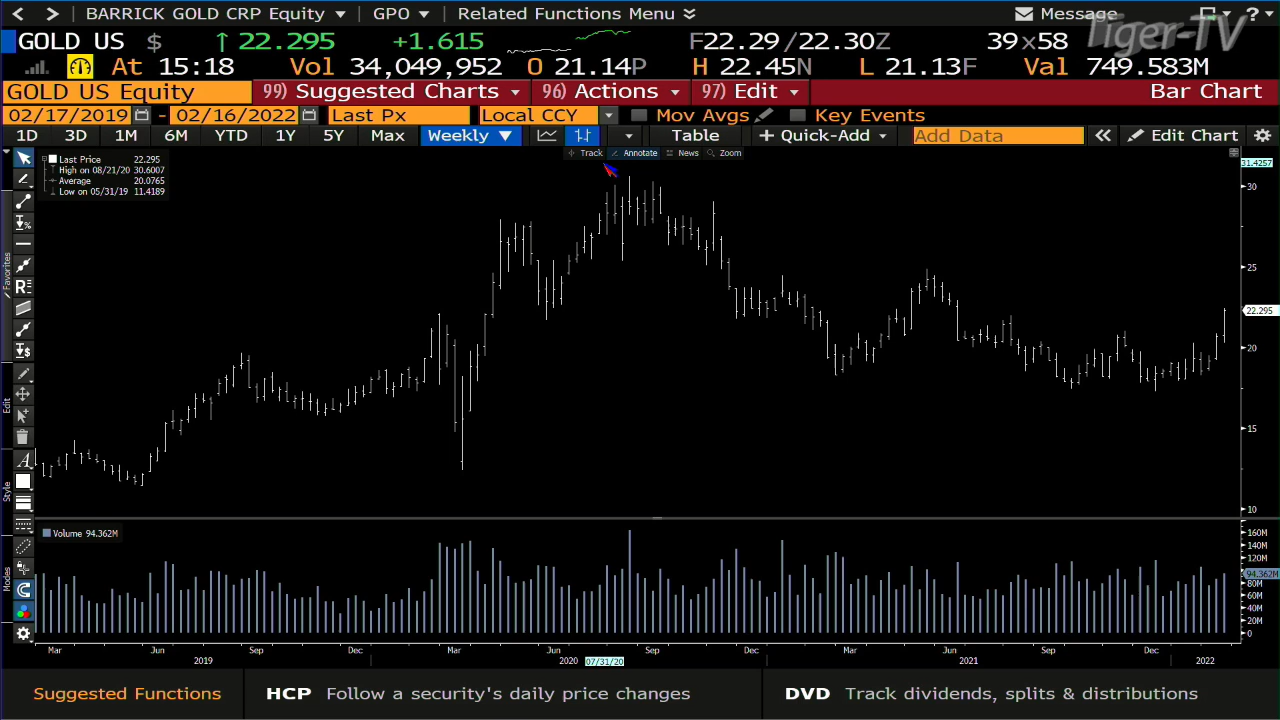 BARRICK GOLD CRP Equity GPO Related Functions Menu Message ?
Tiger-TV
GOLD US $ ↑ 22.295 +1.615 F22.29 /22.30Z 39x58
At 15:18 Vol 34,049,952 O 21.14P H 22.45N L 21.13F Val 749.583M
GOLD US Equity 99) Suggested Charts 96) Actions 97) Edit Bar Chart
02/17/2019 - 02/16/2022 Last Px Local CCY Mov Avgs Key Events
1D 3D 1M 6M YTD 1Y 5Y Max Weekly ▼ Table + Quick-Add Add Data « Edit Chart
Track Annotate News Zoom
Last Price 22.295
High on 08/21/20 30.6007
Average 20.0765
Low on 05/31/19 11.4189
31.4257
30
25
22.295
20
15
10
Favorites
Edit
Style
Modes
Volume 94.362M
160M
140M
120M
94.362M
80M
60M
40M
20M
0
Mar Jun Sep Dec Mar Jun Sep Dec Mar Jun Sep Dec Mar
2019 2020 07/31/20 2021 2022
Suggested Functions HCP Follow a security's daily price changes DVD Track dividends, splits & distributions